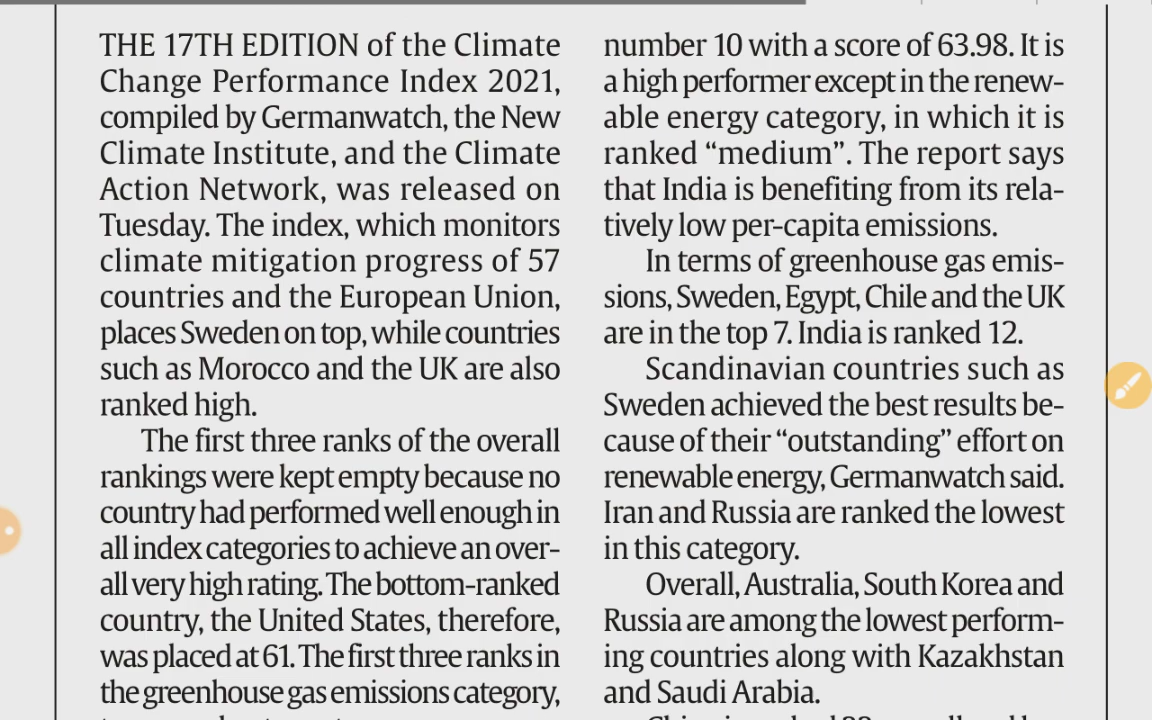 THE 17TH EDITION of the Climate
Change Performance Index 2021,
compiled by Germanwatch, the New
Climate Institute, and the Climate
Action Network, was released on
Tuesday. The index, which monitors
climate mitigation progress of 57
countries and the European Union,
places Sweden on top, while countries
such as Morocco and the UK are also
ranked high.
The first three ranks of the overall
rankings were kept empty because no
country had performed well enough in
all index categories to achieve an over-
all very high rating. The bottom-ranked
country, the United States, therefore,
was placed at 61. The first three ranks in
the greenhouse gas emissions category,
number 10 with a score of 63.98. It is
a high performer except in the renew-
able energy category, in which it is
ranked “medium”. The report says
that India is benefiting from its rela-
tively low per-capita emissions.
In terms of greenhouse gas emis-
sions, Sweden, Egypt, Chile and the UK
are in the top 7. India is ranked 12.
Scandinavian countries such as
Sweden achieved the best results be-
cause of their “outstanding” effort on
renewable energy, Germanwatch said.
Iran and Russia are ranked the lowest
in this category.
Overall, Australia, South Korea and
Russia are among the lowest perform-
ing countries along with Kazakhstan
and Saudi Arabia.